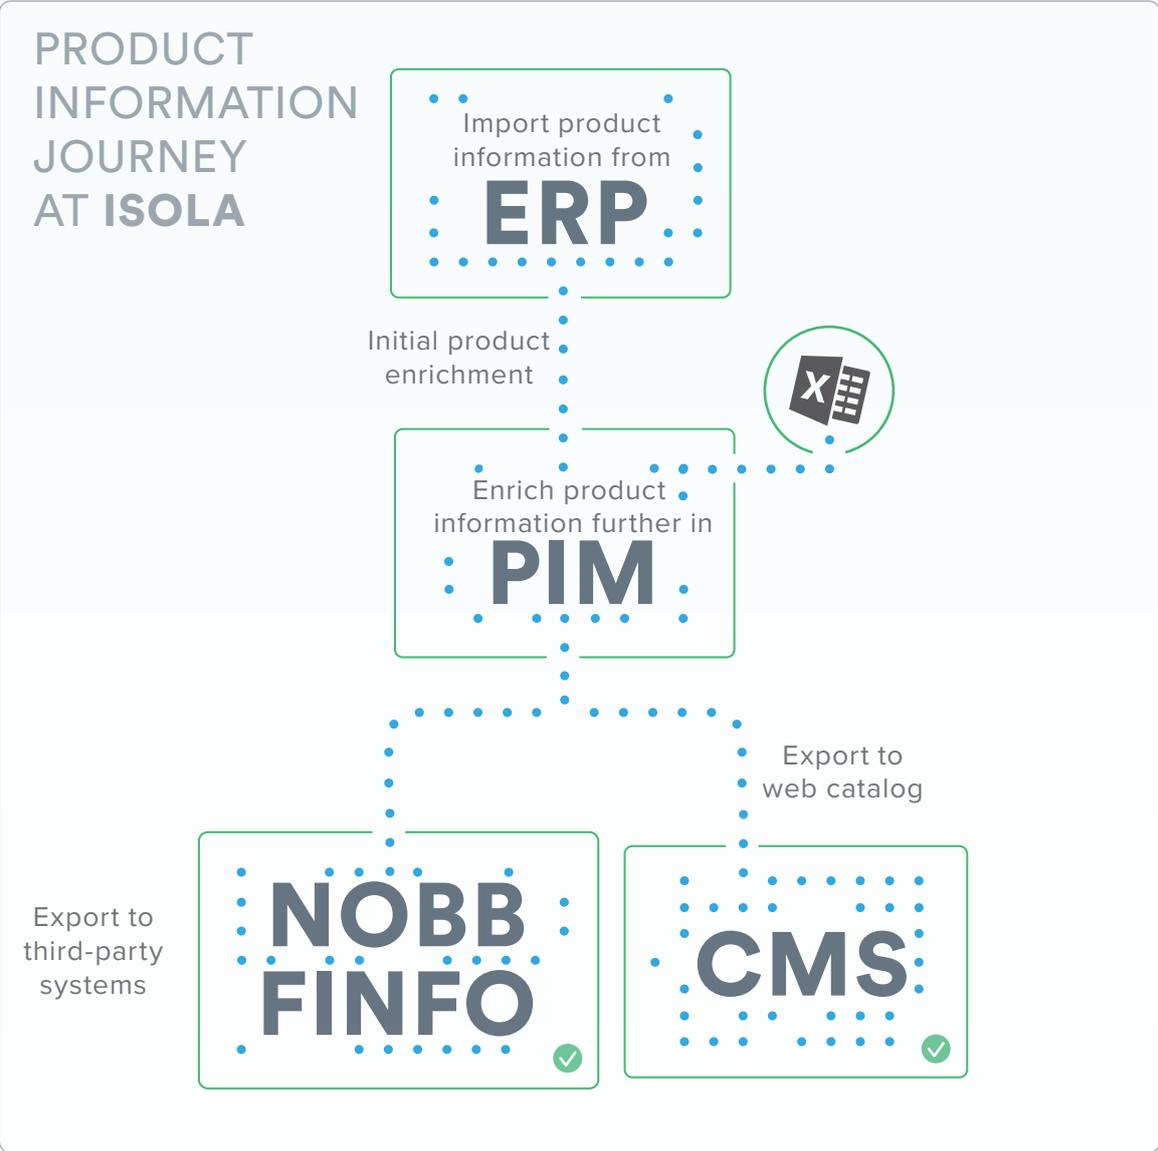 PRODUCT
INFORMATION
JOURNEY
AT ISOLA
Import product
information from
ERP
Initial product
enrichment
X
Enrich product
information further in
PIM
Export to
web catalog
Export to
third-party
systems
NOBB
FINFO
CMS